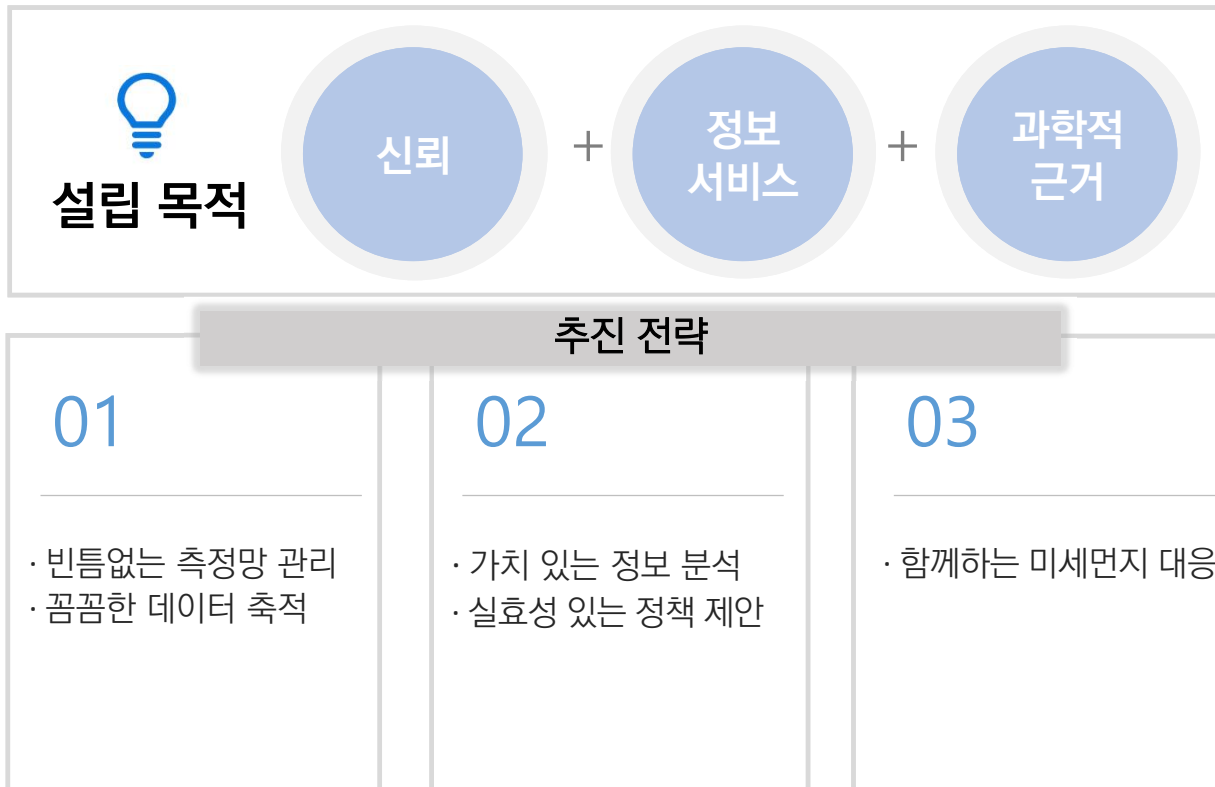 설립 목적
신뢰
+
정보
서비스
+
과학적
근거
추진 전략
01
· 빈틈없는 측정망 관리
· 꼼꼼한 데이터 축적
02
· 가치 있는 정보 분석
· 실효성 있는 정책 제안
03
· 함께하는 미세먼지 대응